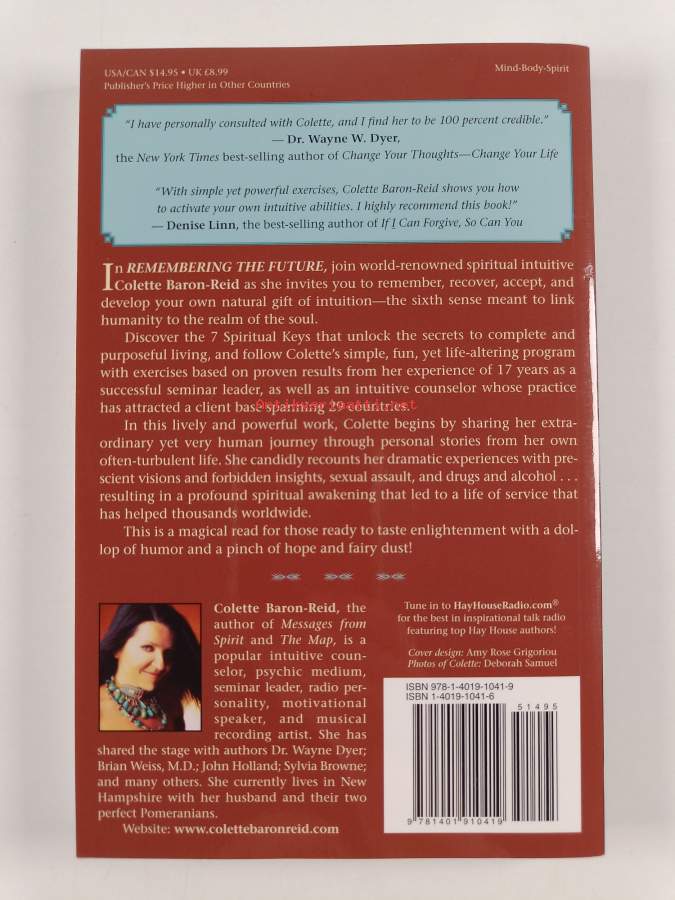 USA/CAN $14.95 • UK £8.99
Publisher's Price Higher in Other Countries
Mind-Body-Spirit
"I have personally consulted with Colette, and I find her to be 100 percent credible."
— Dr. Wayne W. Dyer,
the New York Times best-selling author of Change Your Thoughts—Change Your Life
"With simple yet powerful exercises, Colette Baron-Reid shows you how
to activate your own intuitive abilities. I highly recommend this book!"
— Denise Linn, the best-selling author of If I Can Forgive, So Can You
In REMEMBERING THE FUTURE, join world-renowned spiritual intuitive
Colette Baron-Reid as she invites you to remember, recover, accept, and
develop your own natural gift of intuition—the sixth sense meant to link
humanity to the realm of the soul.
Discover the 7 Spiritual Keys that unlock the secrets to complete and
purposeful living, and follow Colette's simple, fun, yet life-altering program
with exercises based on proven results from her experience of 17 years as a
successful seminar leader, as well as an intuitive counselor whose practice
has attracted a client base spanning 29 countries.
Antikvariaatti.net
In this lively and powerful work, Colette begins by sharing her extra-
ordinary yet very human journey through personal stories from her own
often-turbulent life. She candidly recounts her dramatic experiences with pre-
scient visions and forbidden insights, sexual assault, and drugs and alcohol . . .
resulting in a profound spiritual awakening that led to a life of service that
has helped thousands worldwide.
This is a magical read for those ready to taste enlightenment with a dol-
lop of humor and a pinch of hope and fairy dust!
Colette Baron-Reid, the
author of Messages from
Spirit and The Map, is a
popular intuitive coun-
selor, psychic medium,
seminar leader, radio per-
sonality, motivational
speaker, and musical
recording artist. She has
shared the stage with authors Dr. Wayne Dyer;
Brian Weiss, M.D.; John Holland; Sylvia Browne;
and many others. She currently lives in New
Hampshire with her husband and their two
perfect Pomeranians.
Website: www.colettebaronreid.com
Tune in to HayHouseRadio.com®
for the best in inspirational talk radio
featuring top Hay House authors!
Cover design: Amy Rose Grigoriou
Photos of Colette: Deborah Samuel
ISBN 978-1-4019-1041-9
ISBN 1-4019-1041-6
51495
9 781401 910419